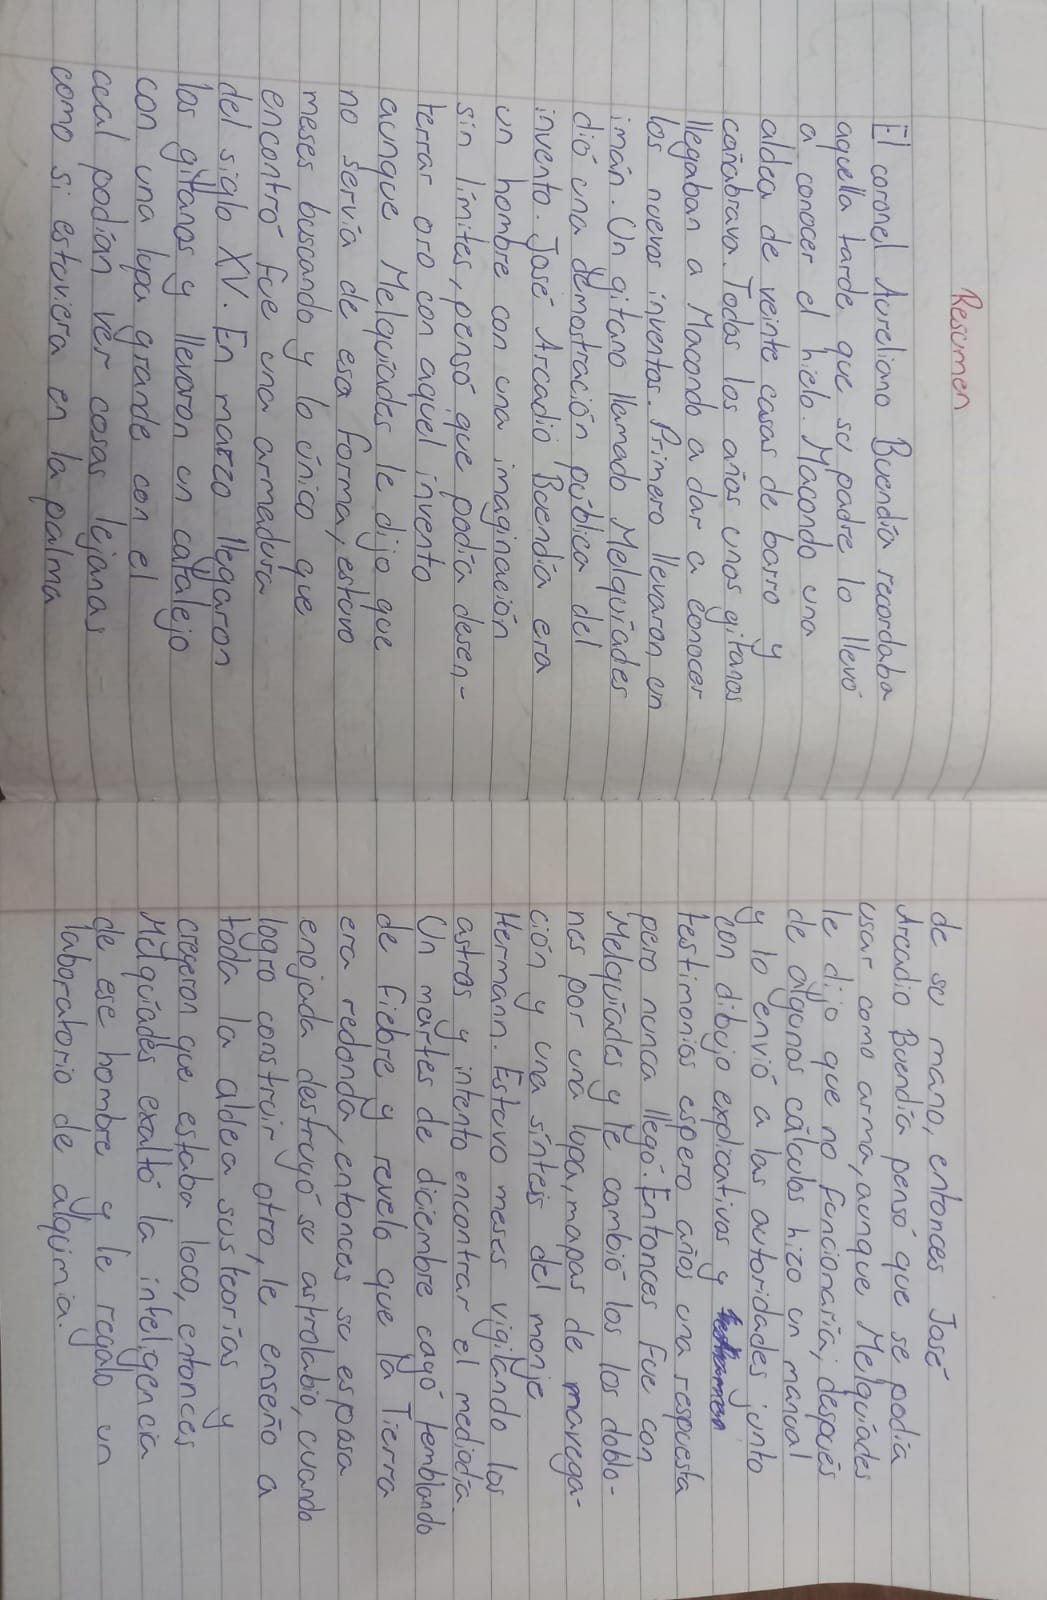 Resumen
El coronel Aureliano Buendía recordaba
aquella tarde que su padre lo llevó
a conocer el hielo. Macondo una
aldea de veinte casas de barro y
cañabrava. Todos los años unos gitanos
llegaban a Macondo a dar a conocer
los nuevos inventos. Primero llevaron un
imán. Un gitano llamado Melquíades
dió una demostración pública del
invento. José Arcadio Buendía era
un hombre con una imaginación
sin límites, pensó que podía desen-
terrar oro con aquel invento
aunque Melquíades le dijo que
no servía de esa forma, estuvo
meses buscando y lo único que
encontró fue una armadura
del siglo XV. En marzo llegaron
los gitanos y llevaron un catalejo
con una lupa grande con el
cual podían ver cosas lejanas
como si estuviera en la palma
de su mano, entonces José
Arcadio Buendía pensó que se podía
usar como arma, aunque Melquíades
le dijo que no funcionaría; después
de algunos cálculos hizo un manual
y lo envió a las autoridades junto
con dibujo explicativas y
testimonios espero años una respuesta
pero nunca llegó. Entonces fue con
Melquíades y le cambió los los doblo-
nes por una lupa, mapas de navega-
ción y una síntesis del monje
Hermann. Estuvo meses vigilando los
astros y intento encontrar el mediodía.
Un martes de diciembre cayó temblando
de fiebre y revelo que la Tierra
era redonda, entonces su esposa
enojada destruyó su astrolabio, cuando
logro construir otro, le enseño a
toda la aldea sus teorías y
creyeron que estaba loco, entonces
Melquíades exaltó la inteligencia
de ese hombre y le regalo un
laboratorio de alquimia.